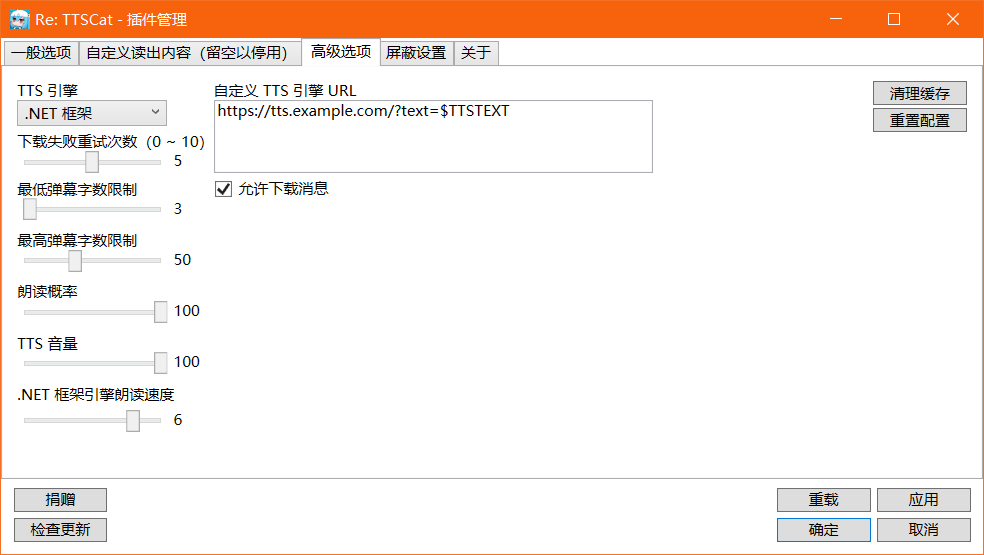 Re: TTSCat - 插件管理
一般选项 自定义读出内容（留空以停用） 高级选项 屏蔽设置 关于
TTS 引擎
.NET 框架
下载失败重试次数（0 ~ 10）
5
最低弹幕字数限制
3
最高弹幕字数限制
50
朗读概率
100
TTS 音量
100
.NET 框架引擎朗读速度
6
自定义 TTS 引擎 URL
https://tts.example.com/?text=$TTSTEXT
允许下载消息
清理缓存
重置配置
捐赠
检查更新
重载 应用
确定 取消